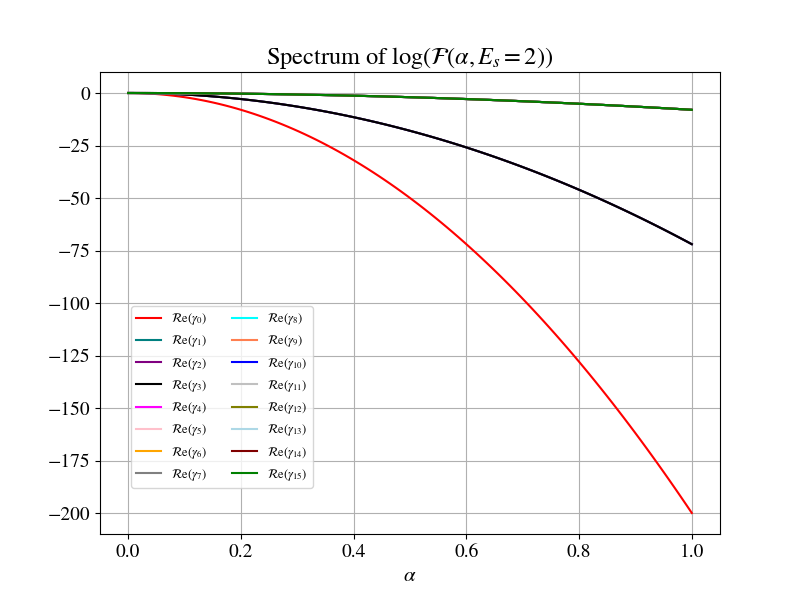 Spectrum of log(ℱ(α, E_s = 2))
0
−25
−50
−75
−100
−125
−150
−175
−200
ℛe(γ₀) ℛe(γ₈)
ℛe(γ₁) ℛe(γ₉)
ℛe(γ₂) ℛe(γ₁₀)
ℛe(γ₃) ℛe(γ₁₁)
ℛe(γ₄) ℛe(γ₁₂)
ℛe(γ₅) ℛe(γ₁₃)
ℛe(γ₆) ℛe(γ₁₄)
ℛe(γ₇) ℛe(γ₁₅)
0.0 0.2 0.4 0.6 0.8 1.0
α